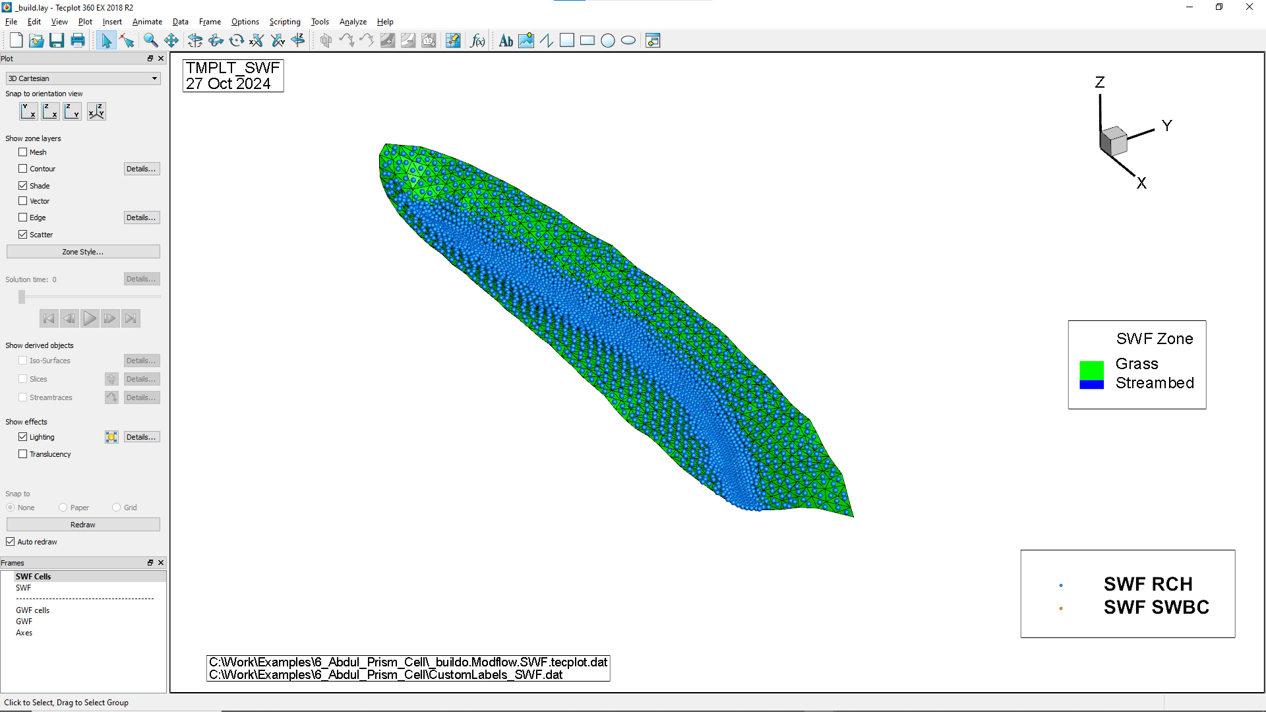 _build.lay - Tecplot 360 EX 2018 R2
File Edit View Plot Insert Animate Data Frame Options Scripting Tools Analyze Help
Plot
3D Cartesian
Snap to orientation view
Show zone layers
Mesh
Contour Details...
Shade
Vector
Edge Details...
Scatter
Zone Style...
Solution time: 0 Details...
Show derived objects
Iso-Surfaces Details...
Slices Details...
Streamtraces Details...
Show effects
Lighting Details...
Translucency
Snap to
None Paper Grid
Redraw
Auto redraw
Frames
SWF Cells
SWF
GWF cells
GWF
Axes
Click to Select, Drag to Select Group
TMPLT_SWF
27 Oct 2024
Z
Y
X
SWF Zone
Grass
Streambed
SWF RCH
SWF SWBC
C:\Work\Examples\6_Abdul_Prism_Cell\_buildo.Modflow.SWF.tecplot.dat
C:\Work\Examples\6_Abdul_Prism_Cell\CustomLabels_SWF.dat